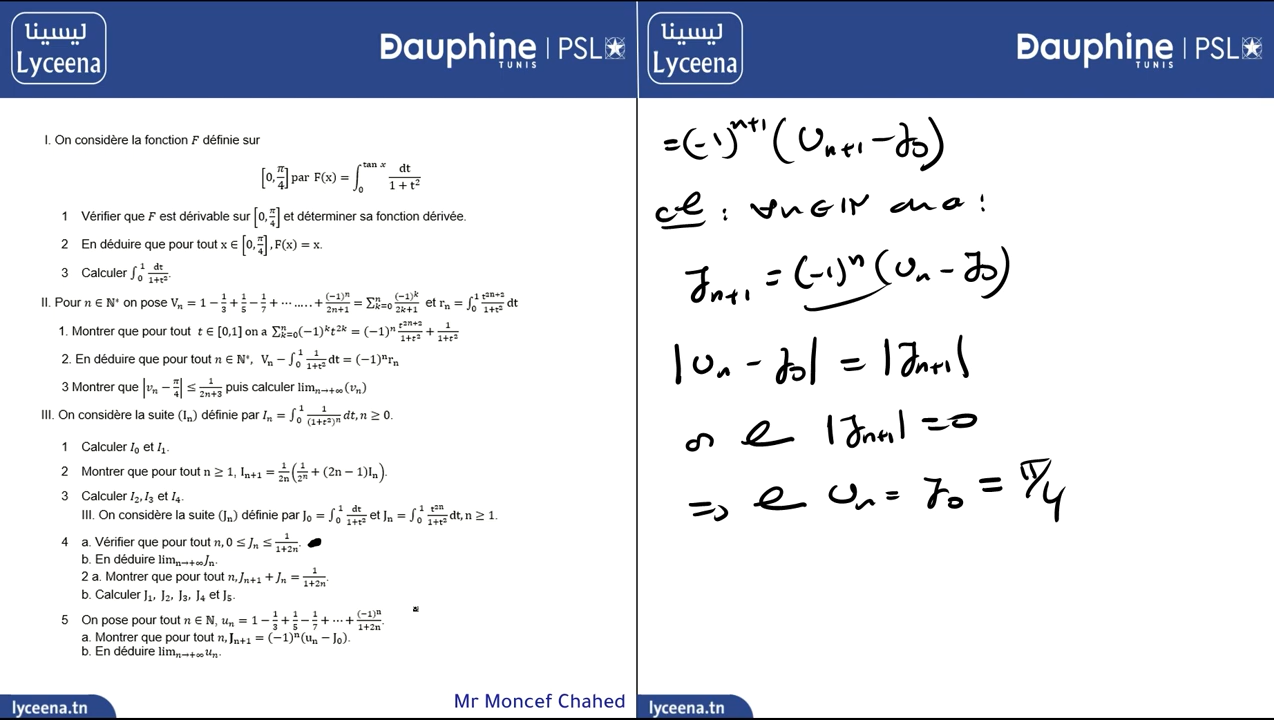 ليسينا
Lyceena
Dauphine | PSL
TUNIS
I. On considère la fonction F définie sur
[0, π/4] par F(x) = ∫₀^{tan x} dt/(1 + t²)
1 Vérifier que F est dérivable sur [0, π/4] et déterminer sa fonction dérivée.
2 En déduire que pour tout x ∈ [0, π/4], F(x) = x.
3 Calculer ∫₀¹ dt/(1+t²).
II. Pour n ∈ ℕ* on pose Vₙ = 1 − 1/3 + 1/5 − 1/7 + ⋯..... + (−1)ⁿ/(2n+1) = Σₖ₌₀ⁿ (−1)ᵏ/(2k+1) et rₙ = ∫₀¹ t²ⁿ⁺²/(1+t²) dt
1. Montrer que pour tout t ∈ [0,1] on a Σₖ₌₀ⁿ(−1)ᵏt²ᵏ = (−1)ⁿ t²ⁿ⁺²/(1+t²) + 1/(1+t²)
2. En déduire que pour tout n ∈ ℕ*, Vₙ − ∫₀¹ 1/(1+t²) dt = (−1)ⁿrₙ
3 Montrer que |vₙ − π/4| ≤ 1/(2n+3) puis calculer limₙ→₊∞(vₙ)
III. On considère la suite (Iₙ) définie par Iₙ = ∫₀¹ 1/(1+t²)ⁿ dt, n ≥ 0.
1 Calculer I₀ et I₁.
2 Montrer que pour tout n ≥ 1, Iₙ₊₁ = 1/2n (1/2ⁿ + (2n − 1)Iₙ).
3 Calculer I₂, I₃ et I₄.
III. On considère la suite (Jₙ) définie par J₀ = ∫₀¹ dt/(1+t²) et Jₙ = ∫₀¹ t²ⁿ/(1+t²) dt, n ≥ 1.
4 a. Vérifier que pour tout n, 0 ≤ Jₙ ≤ 1/(1+2n).
b. En déduire limₙ→₊∞Jₙ.
2 a. Montrer que pour tout n, Jₙ₊₁ + Jₙ = 1/(1+2n).
b. Calculer J₁, J₂, J₃, J₄ et J₅.
5 On pose pour tout n ∈ ℕ, uₙ = 1 − 1/3 + 1/5 − 1/7 + ⋯ + (−1)ⁿ/(1+2n).
a. Montrer que pour tout n, Jₙ₊₁ = (−1)ⁿ(uₙ − J₀).
b. En déduire limₙ→₊∞ uₙ.
Mr Moncef Chahed
lyceena.tn
ليسينا
Lyceena
Dauphine | PSL
TUNIS
= (−1)ⁿ⁺¹ (Uₙ₊₁ − J₀)
cl : ∀n∈ℕ on a :
Jₙ₊₁ = (−1)ⁿ (Uₙ − J₀)
|Uₙ − J₀| = |Jₙ₊₁|
or l |Jₙ₊₁| = 0
⇒ l Uₙ = J₀ = π/4
lyceena.tn